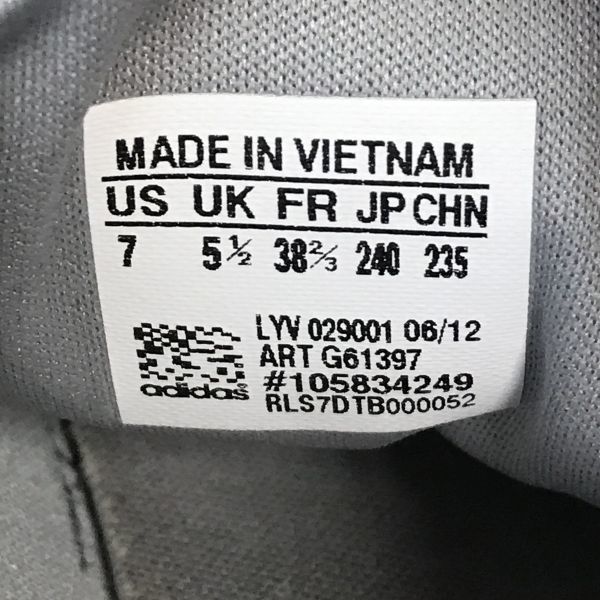 MADE IN VIETNAM
US UK FR JP CHN
7 5½ 38⅔ 240 235
LYV 029001 06/12
ART G61397
#105834249
adidas RLS7DTB000052